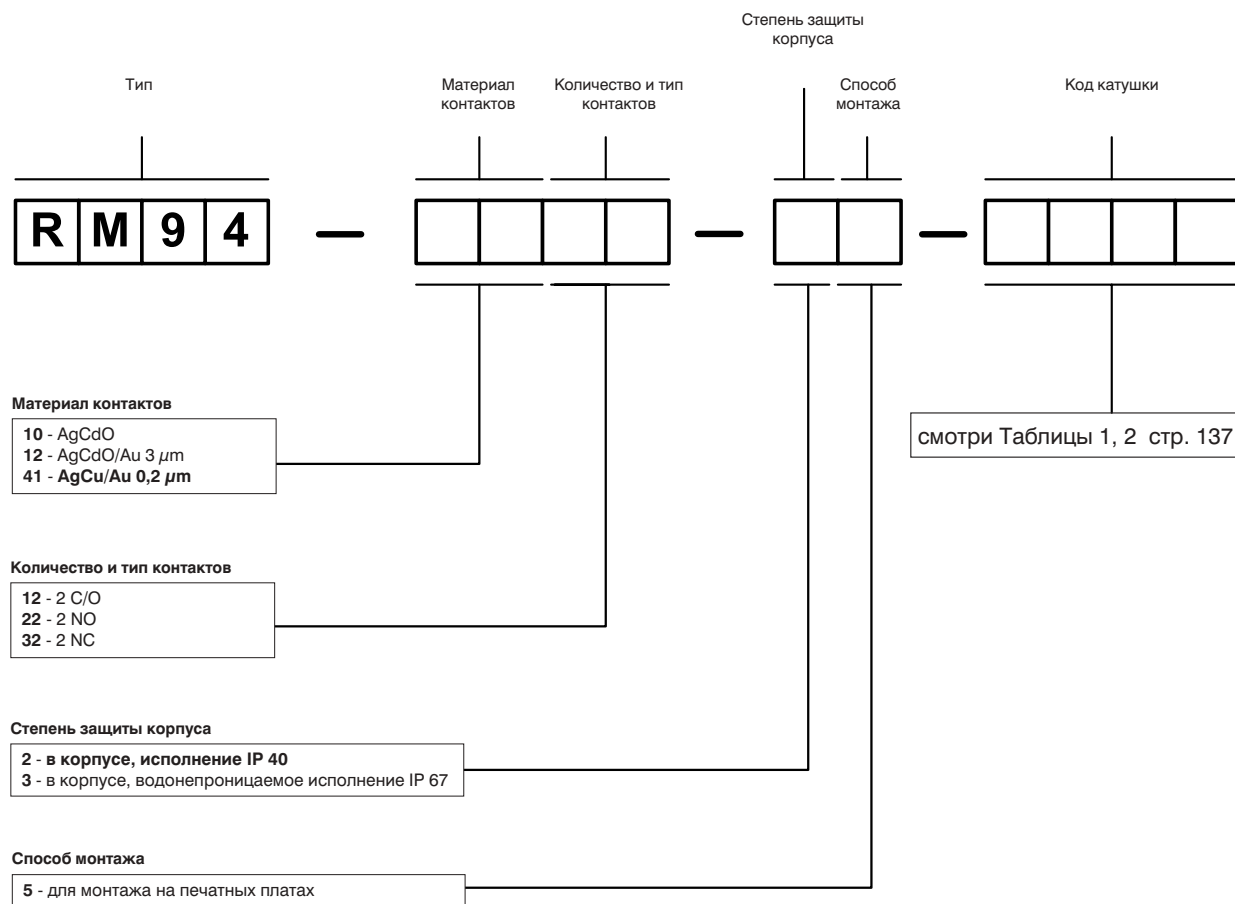 Степень защиты
корпуса
Тип
Материал
контактов
Количество и тип
контактов
Способ
монтажа
Код катушки
RM94 — — —
Материал контактов
10 - AgCdO
12 - AgCdO/Au 3 µm
41 - AgCu/Au 0,2 µm
смотри Таблицы 1, 2 стр. 137
Количество и тип контактов
12 - 2 C/O
22 - 2 NO
32 - 2 NC
Степень защиты корпуса
2 - в корпусе, исполнение IP 40
3 - в корпусе, водонепроницаемое исполнение IP 67
Способ монтажа
5 - для монтажа на печатных платах